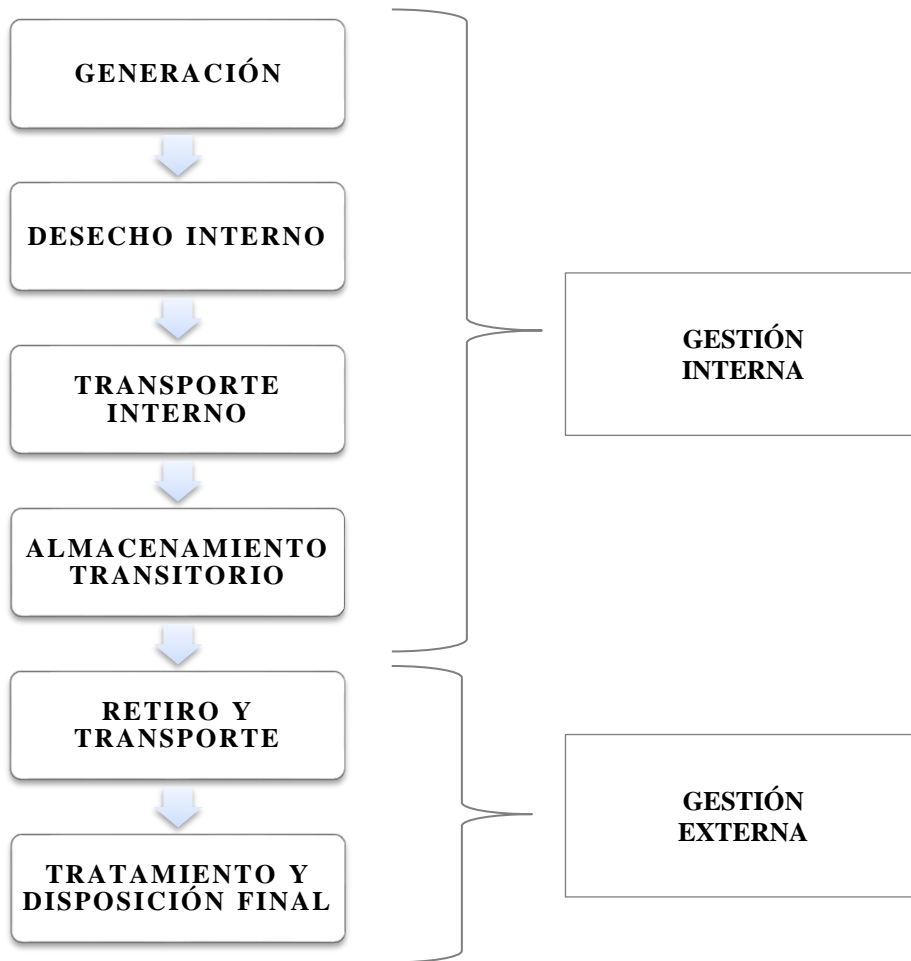 GENERACIÓN
DESECHO INTERNO
TRANSPORTE
INTERNO
ALMACENAMIENTO
TRANSITORIO
RETIRO Y
TRANSPORTE
TRATAMIENTO Y
DISPOSICIÓN FINAL
GESTIÓN
INTERNA
GESTIÓN
EXTERNA